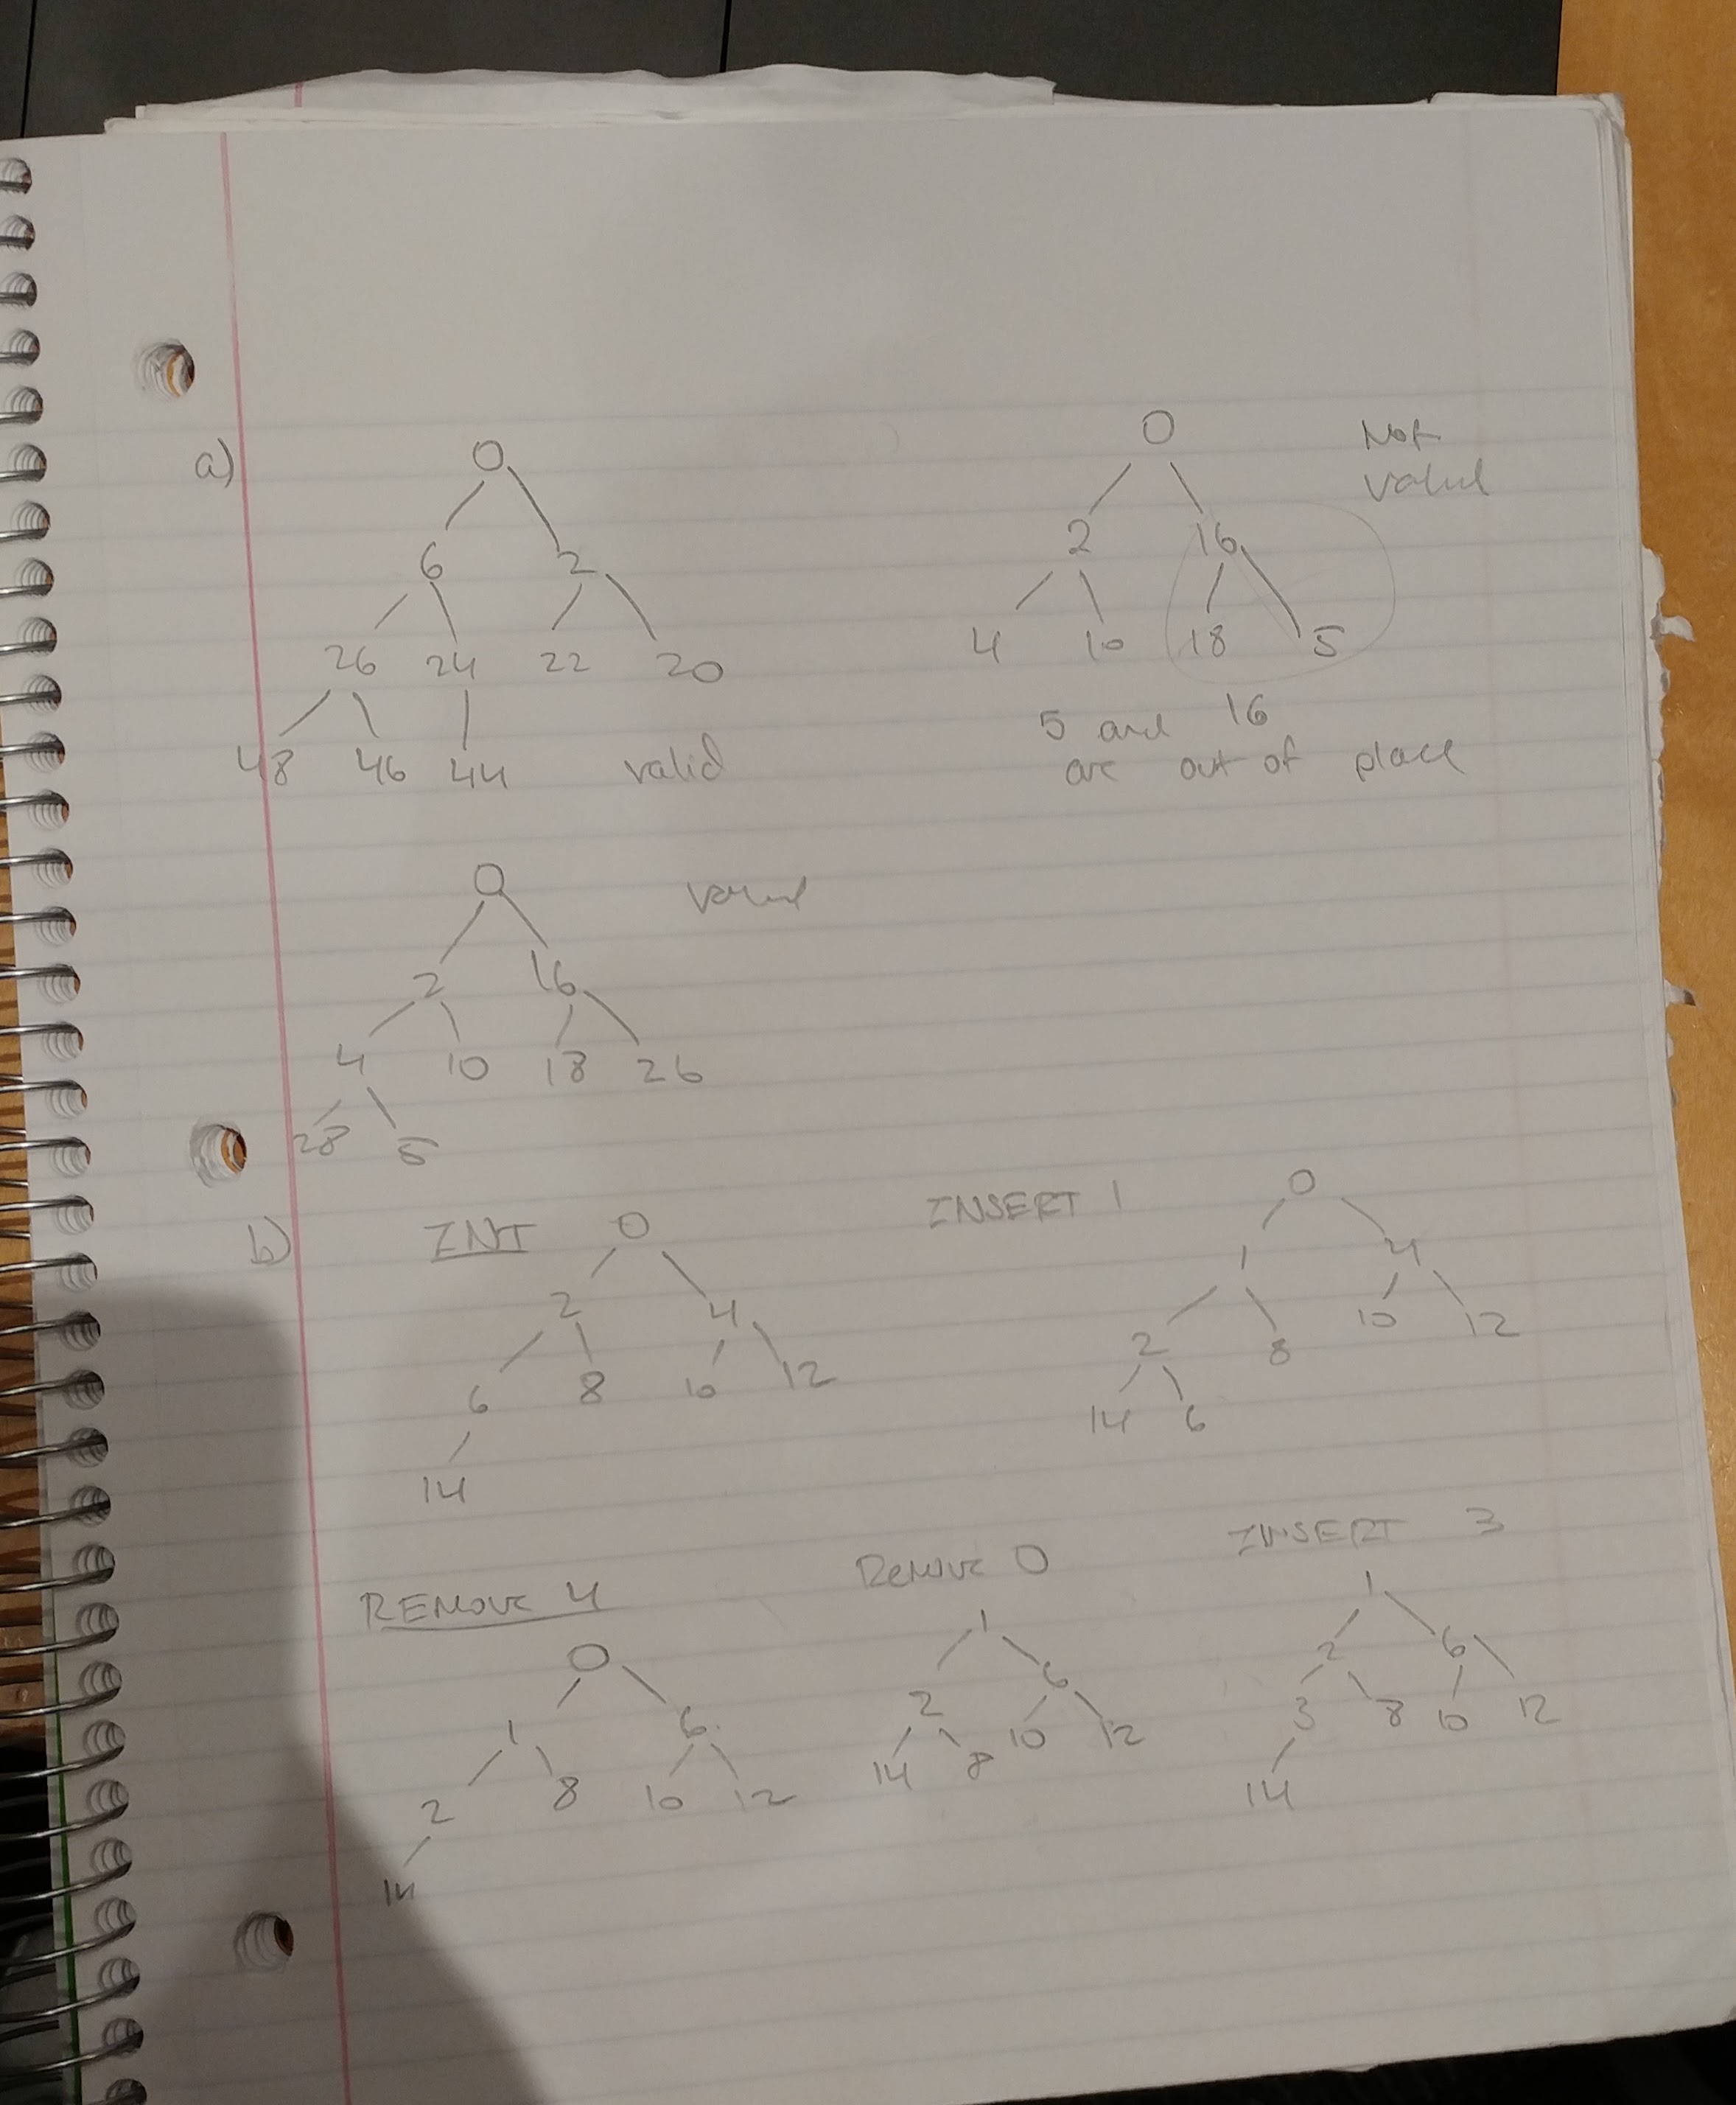 a)
0
6 2
26 24 22 20
48 46 44 valid
0 Not
valid
2 16
4 10 18 5
5 and 16
are out of place
0 valid
2 16
4 10 18 26
28 5
b) INT 0
2 4
6 8 10 12
14
INSERT 1 0
1 4
2 8 10 12
14 6
REMOVE 4
0
1 6
2 8 10 12
14
Remove 0
1
2 6
14 8 10 12
INSERT 3
1
2 6
3 8 10 12
14